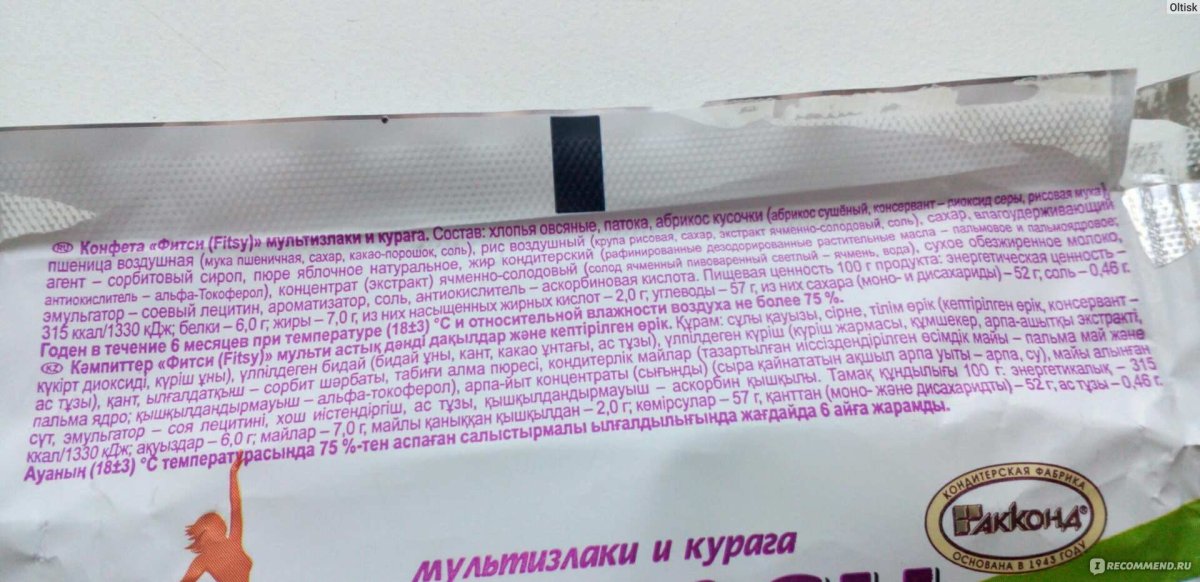 Oltisk
RU Конфета «Фитси (Fitsy)» мультизлаки и курага. Состав: хлопья овсяные, патока, абрикос кусочки (абрикос сушёный, консервант – диоксид серы, рисовая мука),
пшеница воздушная (мука пшеничная, сахар, какао-порошок, соль), рис воздушный (крупа рисовая, сахар, экстракт ячменно-солодовый, соль), сахар, влагоудерживающий
агент – сорбитовый сироп, пюре яблочное натуральное, жир кондитерский (рафинированные дезодорированные растительные масла – пальмовое и пальмоядровое;
антиокислитель – альфа-Токоферол), концентрат (экстракт) ячменно-солодовый (солод ячменный пивоваренный светлый – ячмень, вода), сухое обезжиренное молоко,
эмульгатор – соевый лецитин, ароматизатор, соль, антиокислитель – аскорбиновая кислота. Пищевая ценность 100 г продукта: энергетическая ценность –
315 ккал/1330 кДж; белки – 6,0 г; жиры – 7,0 г, из них насыщенных жирных кислот – 2,0 г; углеводы – 57 г, из них сахара (моно- и дисахариды) – 52 г, соль – 0,46 г.
Годен в течение 6 месяцев при температуре (18±3) °С и относительной влажности воздуха не более 75 %.
KZ Кәмпиттер «Фитси (Fitsy)» мульти астық дәнді дақылдар және кептірілген өрік. Құрам: сұлы қауызы, сірне, тілім өрік (кептірілген өрік, консервант –
күкірт диоксиді, күріш ұны), үлпілдеген бидай (бидай ұны, кант, какао ұнтағы, ас тұзы), үлпілдеген күріш (күріш жармасы, құмшекер, арпа-ашытқы экстракті,
ас тұзы), қант, ылғалдатқыш – сорбит шәрбаты, табиғи алма пюресі, кондитерлік майлар (тазартылған иссіздендірілген өсімдік майы – пальма май және
пальма ядро; қышқылдандырмауыш – альфа-токоферол), арпа-йыт концентраты (сығынды) (сыра қайнататын ақшыл арпа уыты – арпа, су), майы алынған
сүт, эмульгатор – соя лецитині, хош иістендіргіш, ас тұзы, қышқылдандырмауыш – аскорбин қышқылы. Тамақ құндылығы 100 г. энергетикалық – 315
ккал/1330 кДж; ақуыздар – 6,0 г; майлар – 7,0 г, майлы қаныққан қышқылдан – 2,0 г; көмірсулар – 57 г, қанттан (моно- және дисахаридты) – 52 г, ас тұзы – 0,46 г.
Ауаның (18±3) °С температурасында 75 %-тен аспаған салыстырмалы ылғалдылығында жағдайда 6 айға жарамды.
КОНДИТЕРСКАЯ ФАБРИКА
АККОНД®
ОСНОВАНА В 1943 ГОДУ
мультизлаки и курага
IRECOMMEND.RU